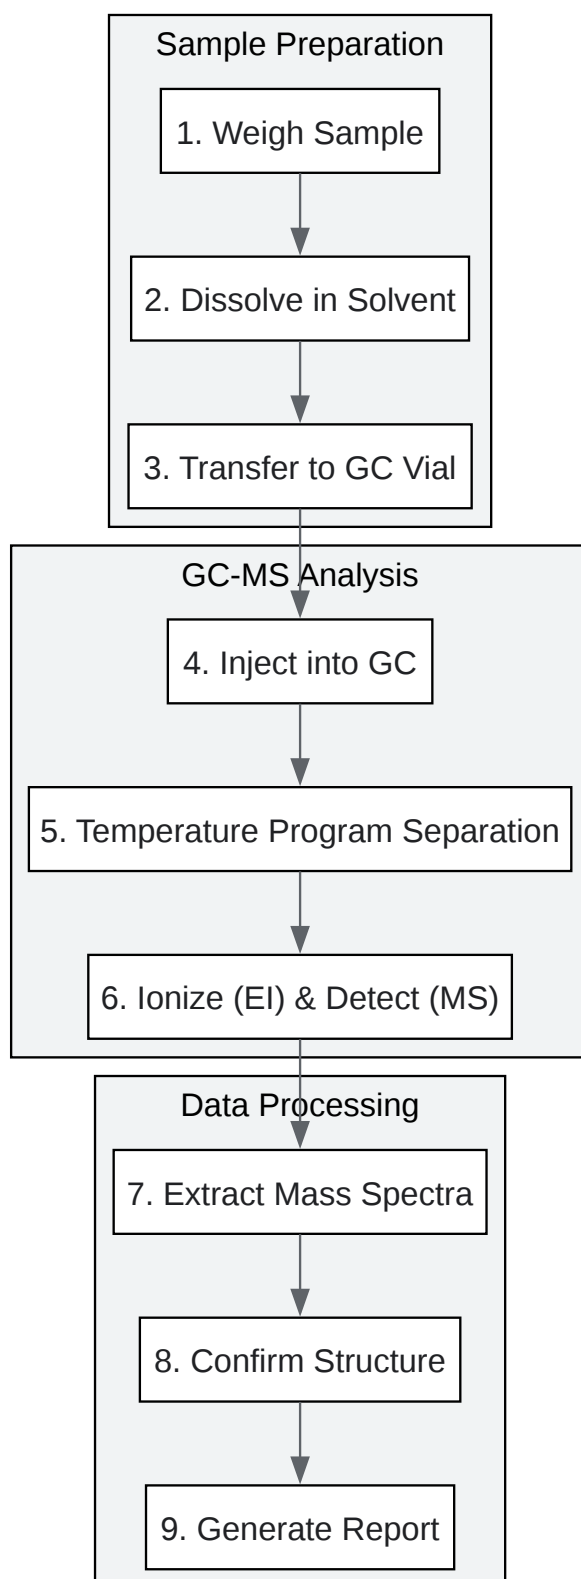 Sample Preparation
1. Weigh Sample
2. Dissolve in Solvent
3. Transfer to GC Vial
GC-MS Analysis
4. Inject into GC
5. Temperature Program Separation
6. Ionize (EI) & Detect (MS)
Data Processing
7. Extract Mass Spectra
8. Confirm Structure
9. Generate Report